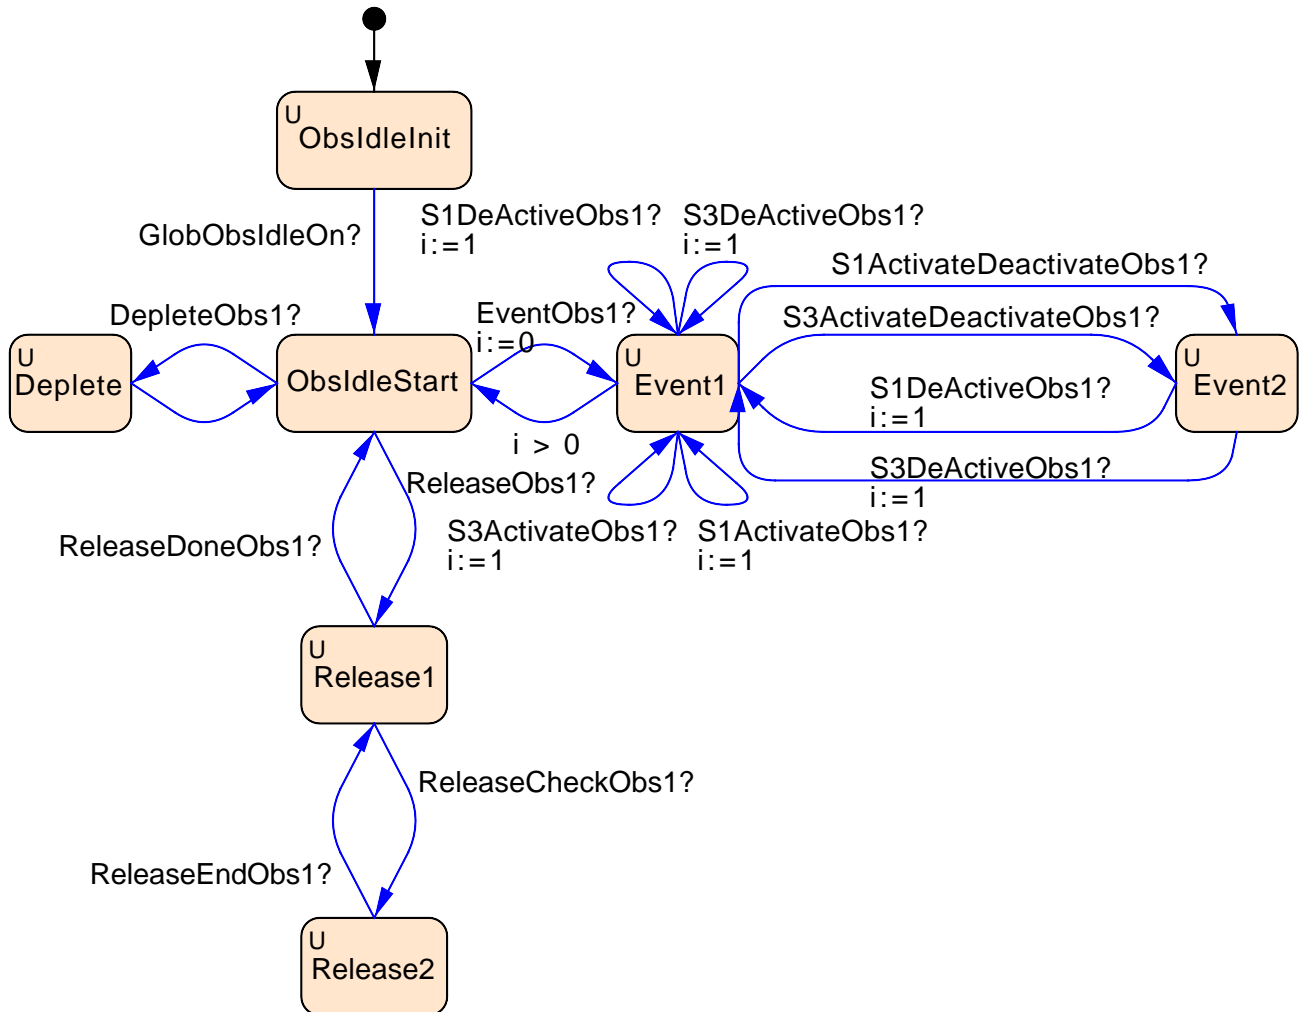 U
ObsIdleInit
GlobObsIdleOn?
S1DeActiveObs1?
i:=1
S3DeActiveObs1?
i:=1
S1ActivateDeactivateObs1?
DepleteObs1?
EventObs1?
i:=0
S3ActivateDeactivateObs1?
U
Deplete
ObsIdleStart
U
Event1
S1DeActiveObs1?
i:=1
U
Event2
i > 0
ReleaseObs1?
S3DeActiveObs1?
i:=1
ReleaseDoneObs1?
S3ActivateObs1?
i:=1
S1ActivateObs1?
i:=1
U
Release1
ReleaseCheckObs1?
ReleaseEndObs1?
U
Release2